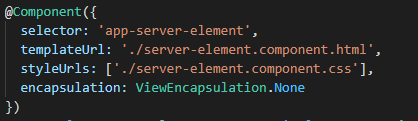 @Component({
selector: 'app-server-element',
templateUrl: './server-element.component.html',
styleUrls: ['./server-element.component.css'],
encapsulation: ViewEncapsulation.None
})